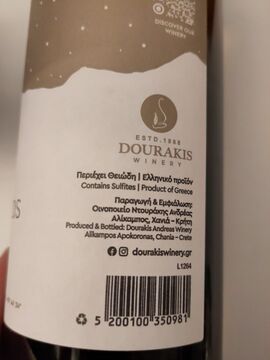 DISCOVER OUR
WINERY
ESTD.1988
DOURAKIS
WINERY
Περιέχει Θειώδη | Ελληνικό προϊόν
Contains Sulfites | Product of Greece
Παραγωγή & Εμφιάλωση:
Οινοποιείο Ντουράκης Ανδρέας
Αλίκαμπος, Χανιά – Κρήτη
Produced & Bottled: Dourakis Andreas Winery
Alikampos Apokoronas, Chania - Crete
dourakiswinery.gr
L1264
5 200100 350981